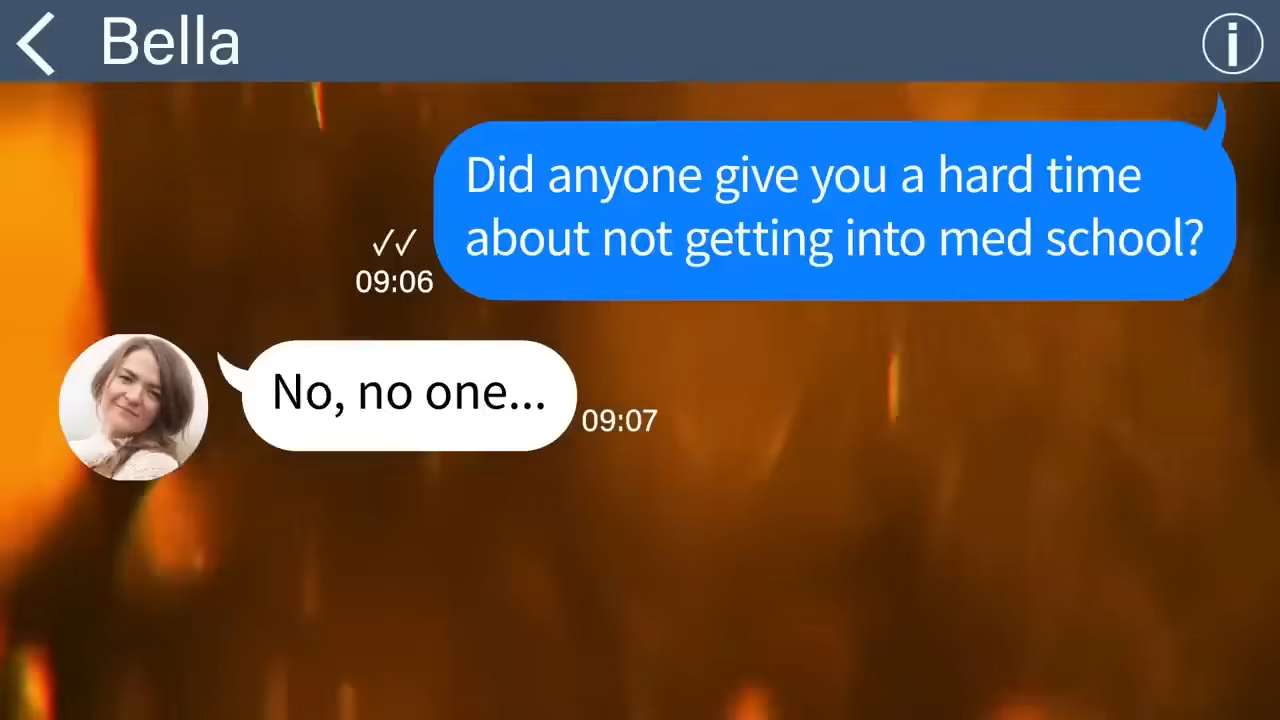 Bella
Did anyone give you a hard time
about not getting into med school?
09:06
No, no one...
09:07